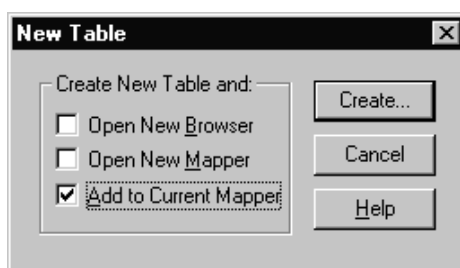 New Table
Create New Table and:
Open New Browser
Open New Mapper
Add to Current Mapper
Create...
Cancel
Help